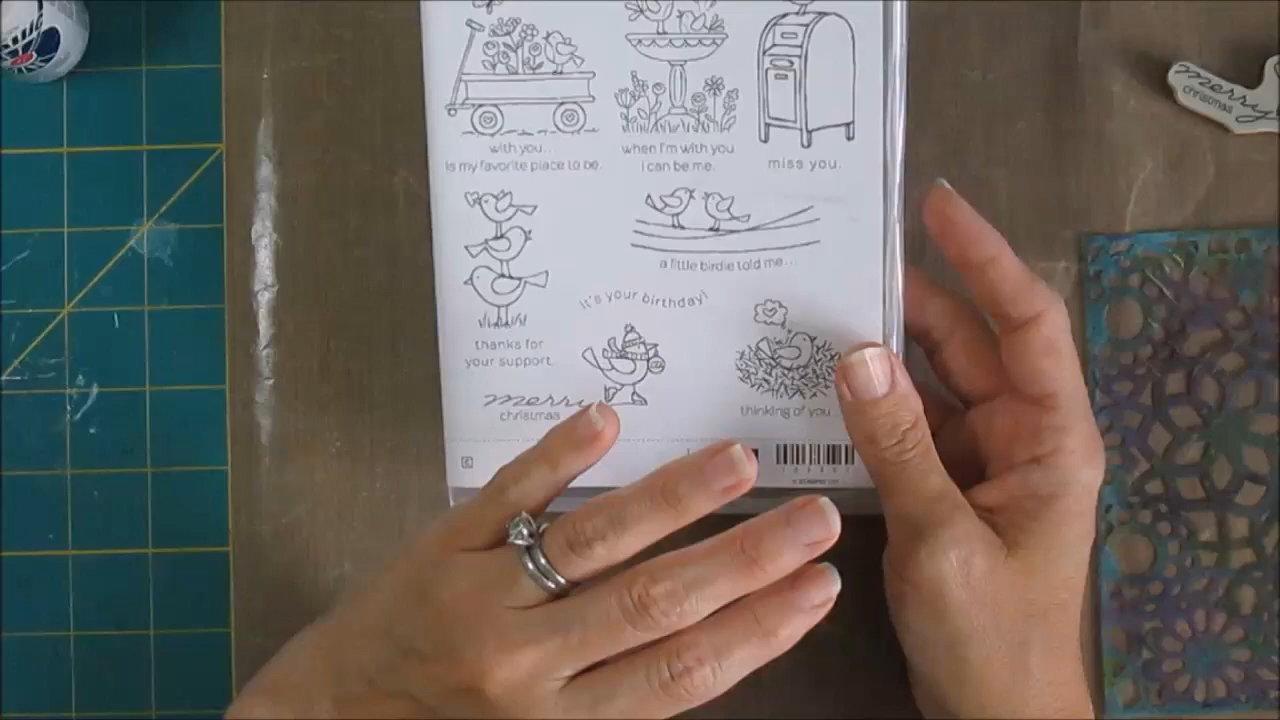 with you...
is my favorite place to be.
when I'm with you
i can be me.
miss you.
merry
christmas
a little birdie told me...
it's your birthday!
thanks for
your support.
merry
christmas
thinking of you